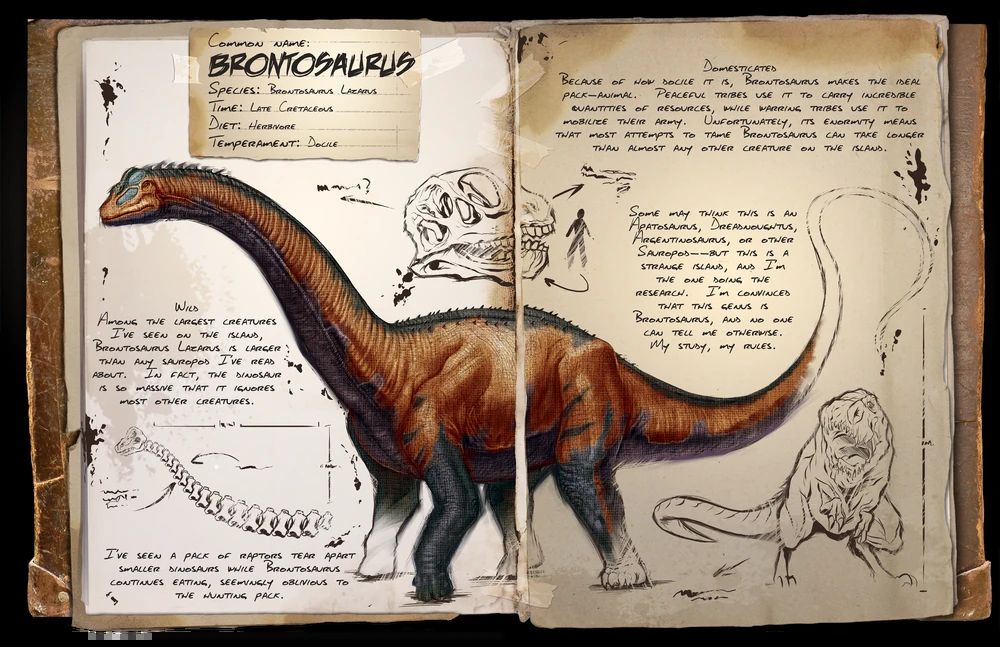 Common name:
Brontosaurus
Species: Brontosaurus Lazarus
Time: Late Cretaceous
Diet: Herbivore
Temperament: Docile
Wild
Among the largest creatures
I've seen on the island,
Brontosaurus Lazarus is larger
than any sauropod I've read
about. In fact, the dinosaur
is so massive that it ignores
most other creatures.
I've seen a pack of raptors tear apart
smaller dinosaurs while Brontosaurus
continues eating, seemingly oblivious to
the hunting pack.
Domesticated
Because of how docile it is, Brontosaurus makes the ideal
pack-animal. Peaceful tribes use it to carry incredible
quantities of resources, while warring tribes use it to
mobilize their army. Unfortunately, its enormity means
that most attempts to tame Brontosaurus can take longer
than almost any other creature on the island.
Some may think this is an
Apatosaurus, Dreadnoughtus,
Argentinosaurus, or other
Sauropod--but this is a
strange island, and I'm
the one doing the
research. I'm convinced
that this genus is
Brontosaurus, and no one
can tell me otherwise.
My study, my rules.